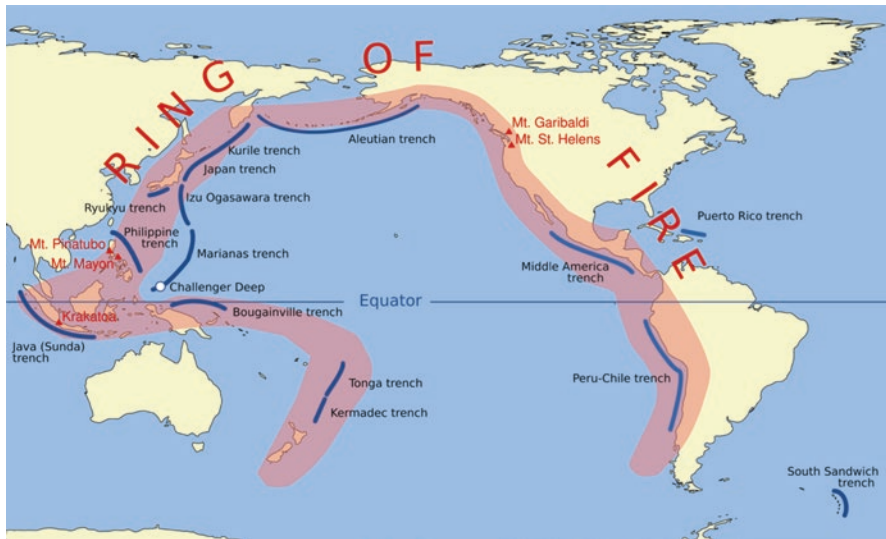 RING OF FIRE
Mt. Garibaldi
Mt. St. Helens
Aleutian trench
Kurile trench
Japan trench
Izu Ogasawara trench
Ryukyu trench
Puerto Rico trench
Philippine
trench
Mt. Pinatubo
Marianas trench
Mt. Mayon
Middle America
trench
Challenger Deep
Equator
Bougainville trench
Krakatoa
Java (Sunda)
trench
Tonga trench
Peru-Chile trench
Kermadec trench
South Sandwich
trench